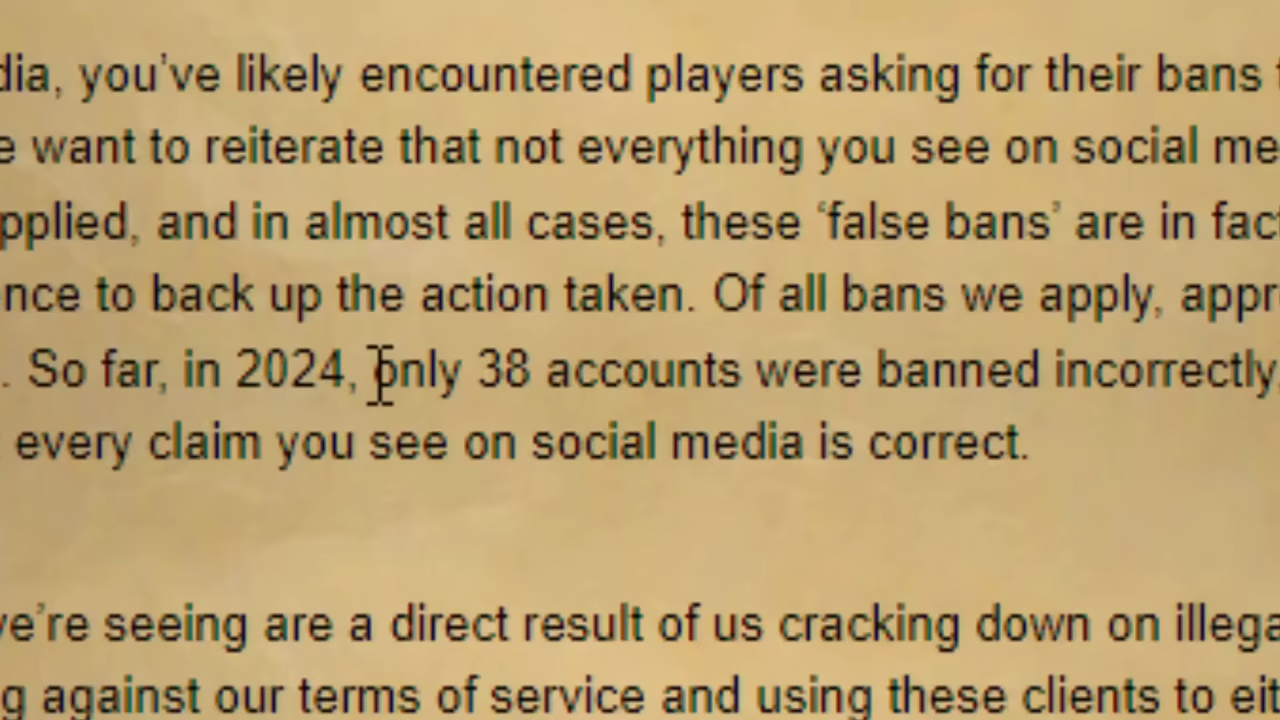 dia, you've likely encountered players asking for their bans
e want to reiterate that not everything you see on social me
pplied, and in almost all cases, these ‘false bans’ are in fac
nce to back up the action taken. Of all bans we apply, appr
. So far, in 2024, only 38 accounts were banned incorrectly,
every claim you see on social media is correct.
ve’re seeing are a direct result of us cracking down on illega
g against our terms of service and using these clients to eit